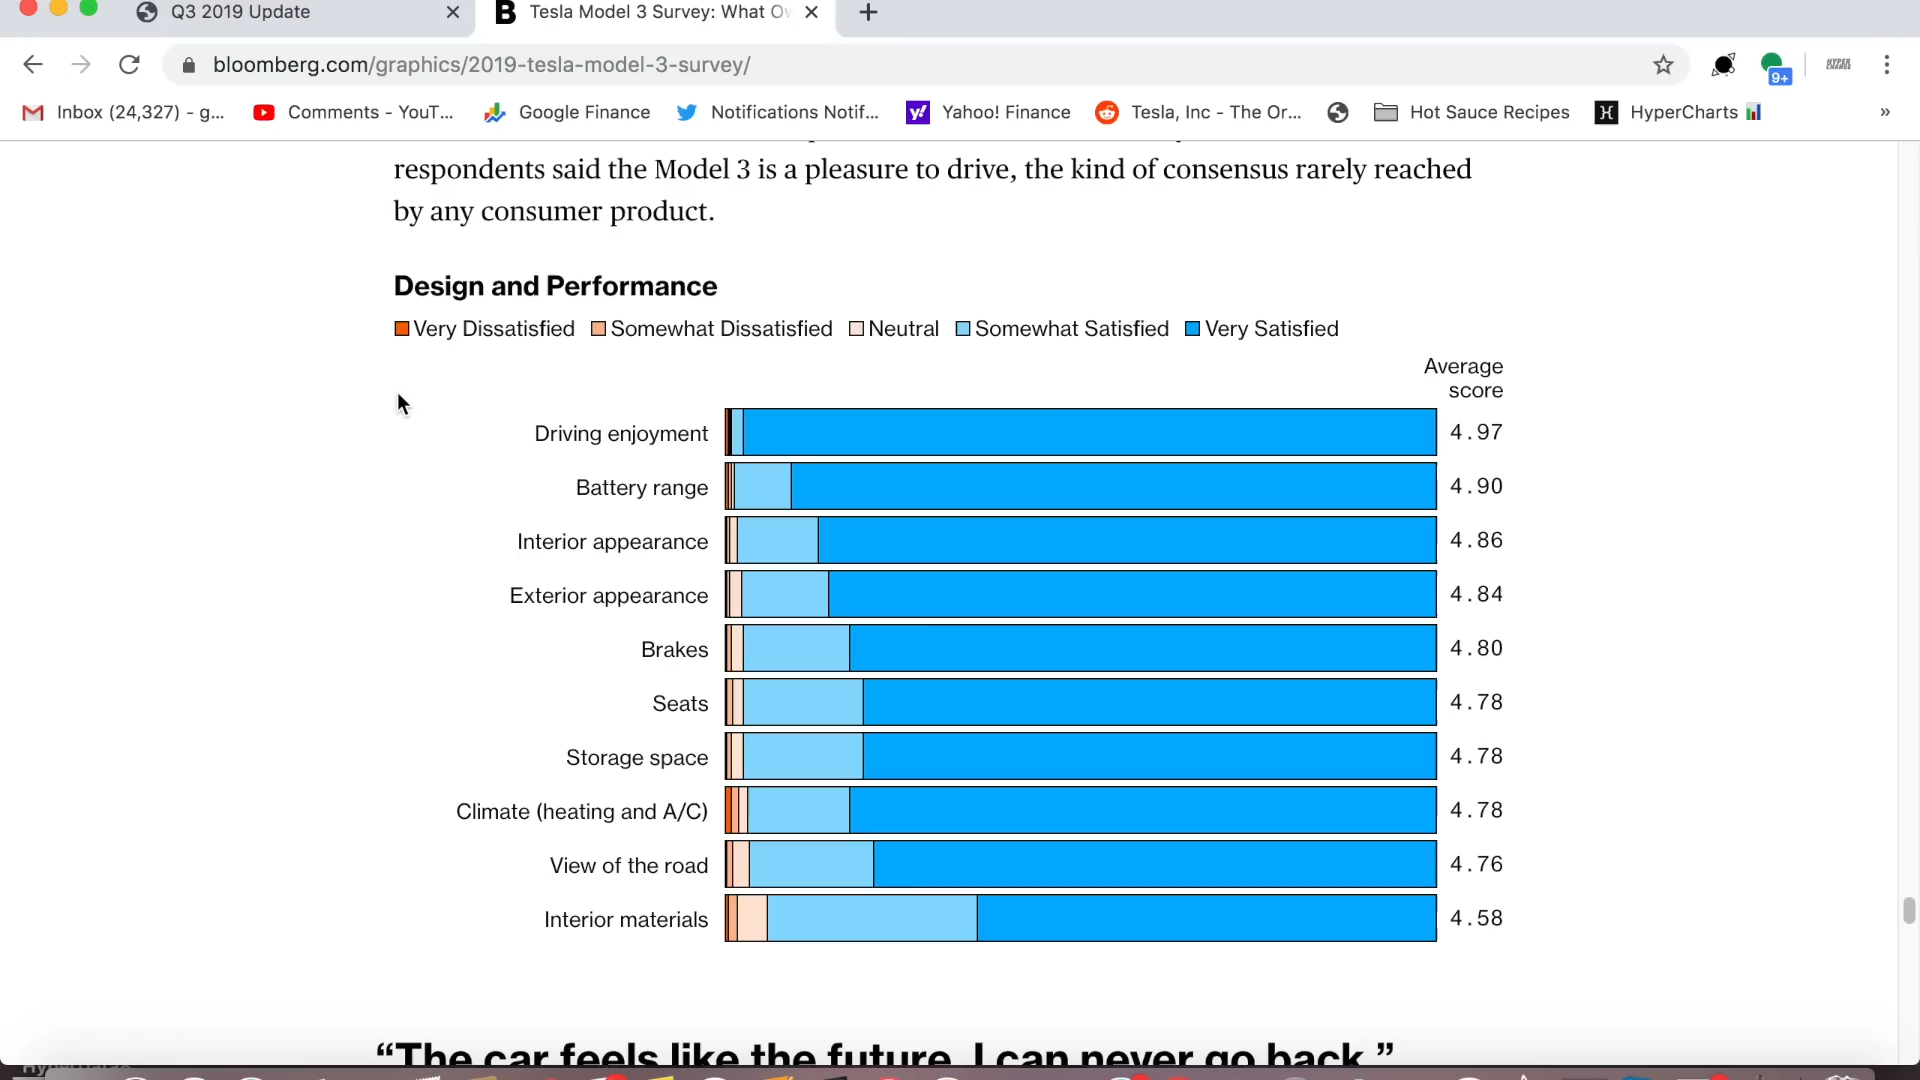 Q3 2019 Update
B Tesla Model 3 Survey: What Ow
bloomberg.com/graphics/2019-tesla-model-3-survey/
9+
HYPER CHANGE
Inbox (24,327) - g...
Comments - YouT...
Google Finance
Notifications Notif...
y! Yahoo! Finance
Tesla, Inc - The Or...
Hot Sauce Recipes
H HyperCharts
»
respondents said the Model 3 is a pleasure to drive, the kind of consensus rarely reached
by any consumer product.
Design and Performance
Very Dissatisfied Somewhat Dissatisfied Neutral Somewhat Satisfied Very Satisfied
Average
score
Driving enjoyment 4.97
Battery range 4.90
Interior appearance 4.86
Exterior appearance 4.84
Brakes 4.80
Seats 4.78
Storage space 4.78
Climate (heating and A/C) 4.78
View of the road 4.76
Interior materials 4.58
“The car feels like the future. I can never go back.”